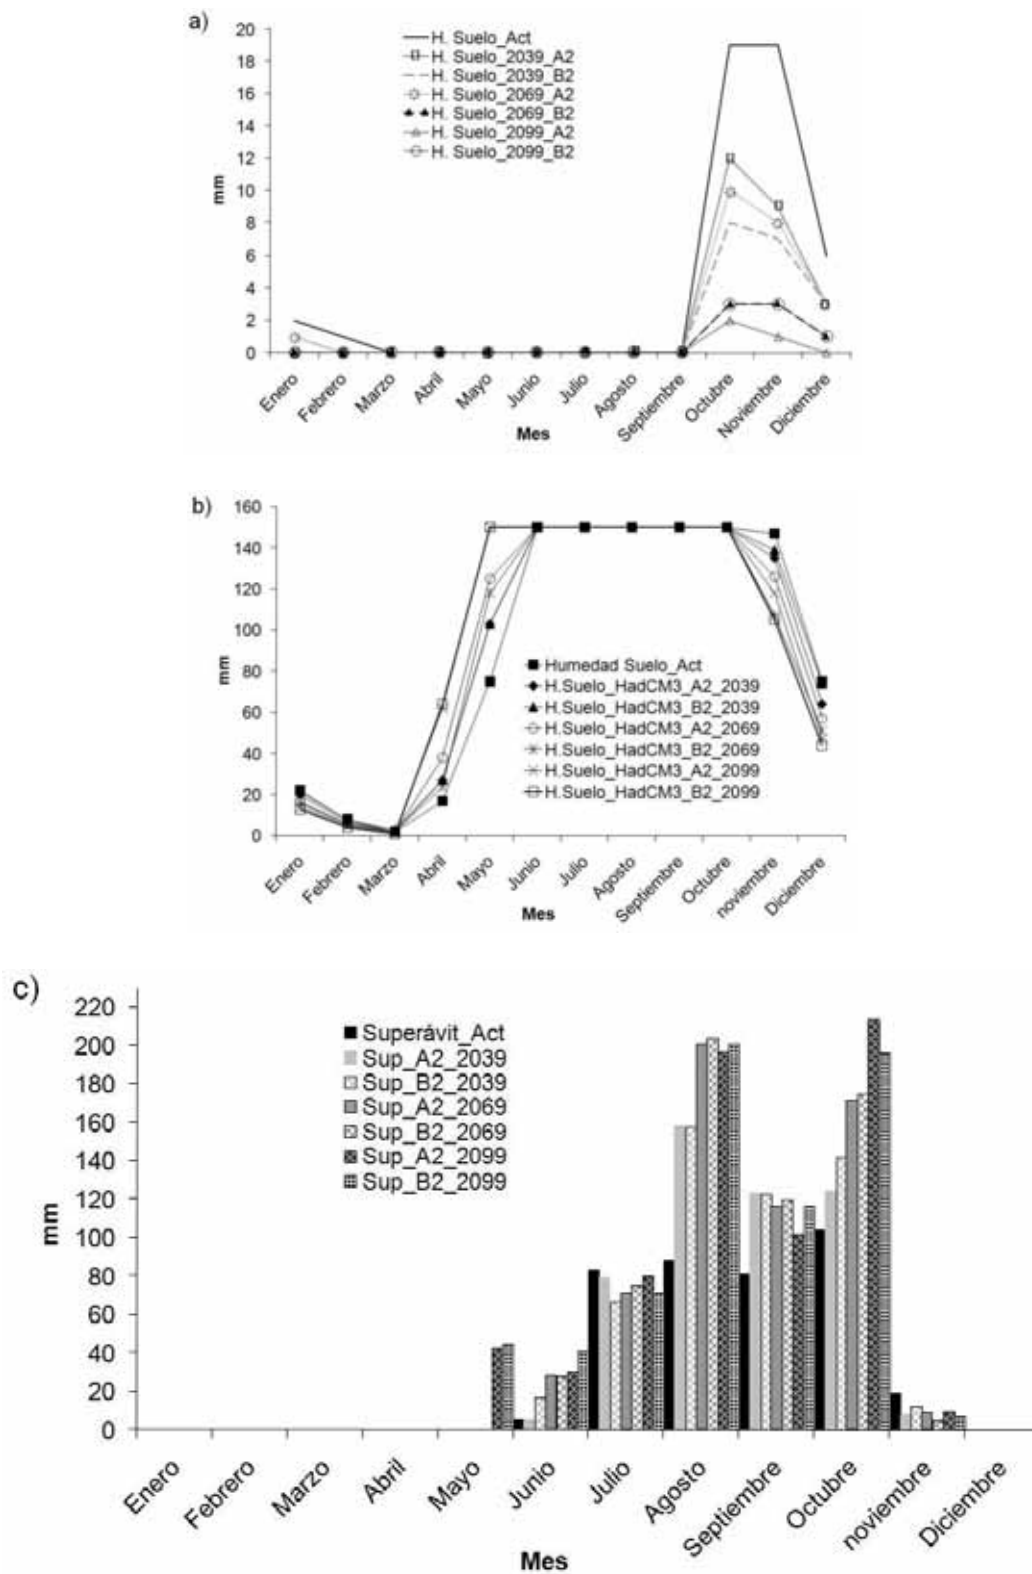 a)
20
18
16
14
12
10
8
6
4
2
0
mm
H. Suelo_Act
H. Suelo_2039_A2
H. Suelo_2039_B2
H. Suelo_2069_A2
H. Suelo_2069_B2
H. Suelo_2099_A2
H. Suelo_2099_B2
Enero Febrero Marzo Abril Mayo Junio Julio Agosto Septiembre Octubre Noviembre Diciembre
Mes
b)
160
140
120
100
80
60
40
20
0
mm
Humedad Suelo_Act
H.Suelo_HadCM3_A2_2039
H.Suelo_HadCM3_B2_2039
H.Suelo_HadCM3_A2_2069
H.Suelo_HadCM3_B2_2069
H.Suelo_HadCM3_A2_2099
H.Suelo_HadCM3_B2_2099
Enero Febrero Marzo Abril Mayo Junio Julio Agosto Septiembre Octubre noviembre Diciembre
Mes
c)
220
200
180
160
140
120
100
80
60
40
20
0
mm
Superávit_Act
Sup_A2_2039
Sup_B2_2039
Sup_A2_2069
Sup_B2_2069
Sup_A2_2099
Sup_B2_2099
Enero Febrero Marzo Abril Mayo Junio Julio Agosto Septiembre Octubre noviembre Diciembre
Mes